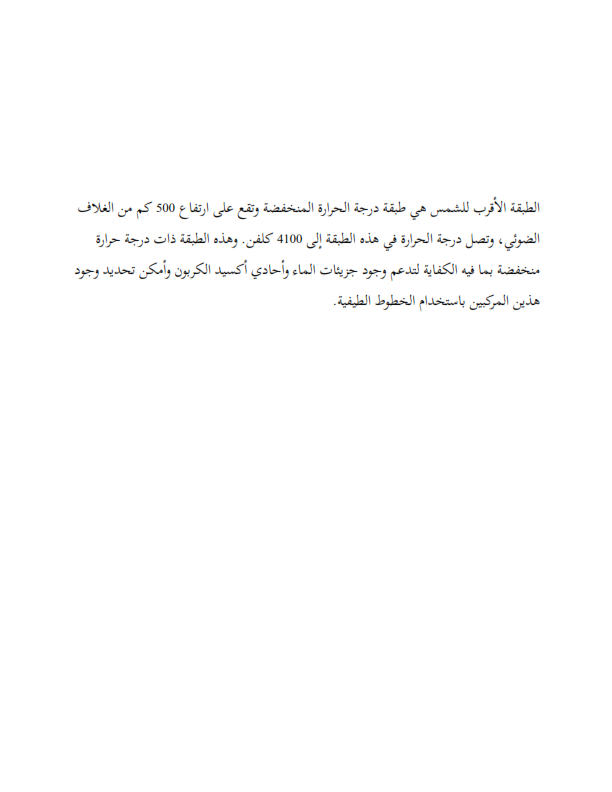 الطبقة الأقرب للشمس هي طبقة درجة الحرارة المنخفضة وتقع على ارتفاع 500 كم من الغلاف
الضوئي، وتصل درجة الحرارة في هذه الطبقة إلى 4100 كلفن. وهذه الطبقة ذات درجة حرارة
منخفضة بما فيه الكفاية لتدعم وجود جزيئات الماء وأحادي أكسيد الكربون وأمكن تحديد وجود
هذين المركبين باستخدام الخطوط الطيفية.